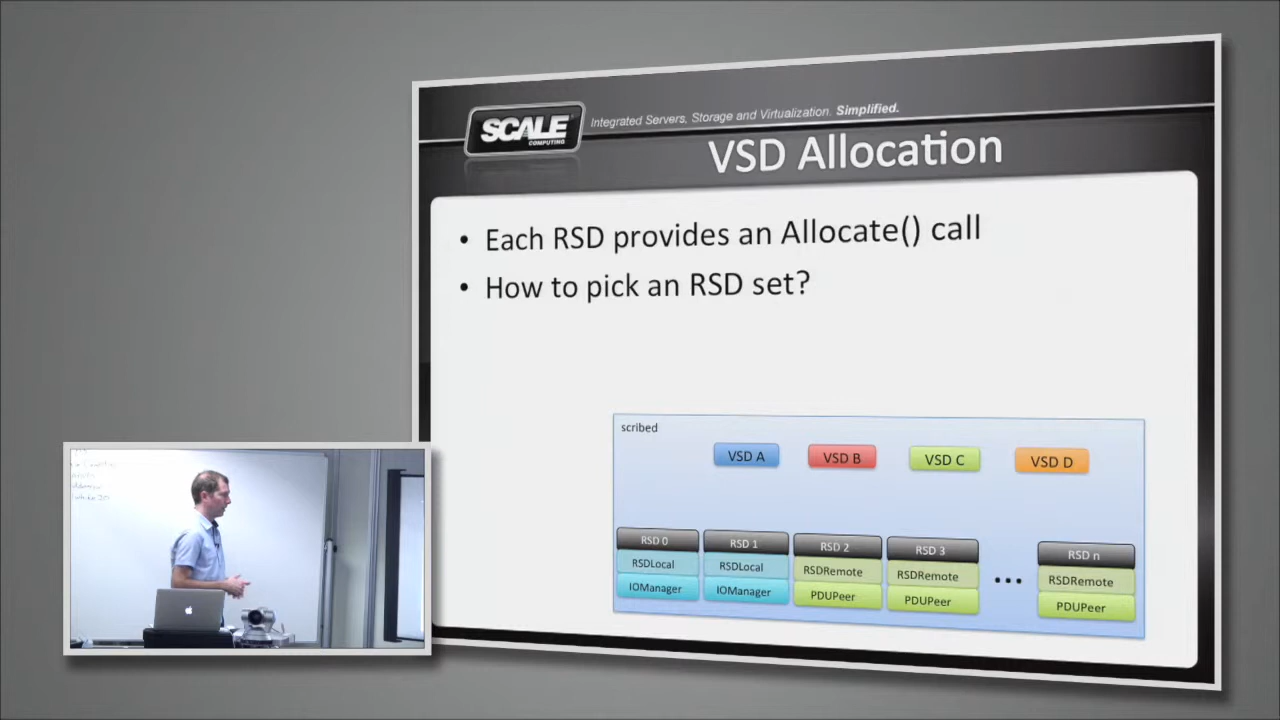 SCALE
COMPUTING
Integrated Servers, Storage and Virtualization. Simplified.
VSD Allocation
• Each RSD provides an Allocate() call
• How to pick an RSD set?
scribed
VSD A
VSD B
VSD C
VSD D
RSD 0
RSDLocal
IOManager
RSD 1
RSDLocal
IOManager
RSD 2
RSDRemote
PDUPeer
RSD 3
RSDRemote
PDUPeer
...
RSD n
RSDRemote
PDUPeer